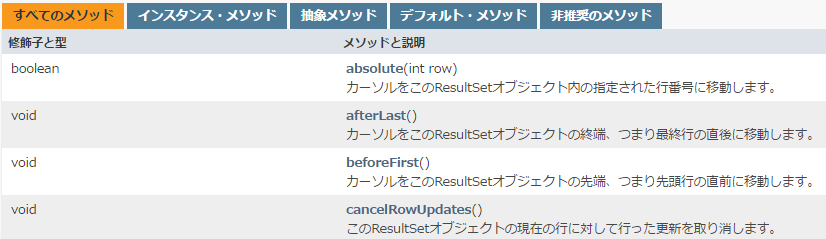 すべてのメソッド インスタンス・メソッド 抽象メソッド デフォルト・メソッド 非推奨のメソッド
修飾子と型 メソッドと説明
boolean absolute(int row)
カーソルをこのResultSetオブジェクト内の指定された行番号に移動します。
void afterLast()
カーソルをこのResultSetオブジェクトの終端、つまり最終行の直後に移動します。
void beforeFirst()
カーソルをこのResultSetオブジェクトの先端、つまり先頭行の直前に移動します。
void cancelRowUpdates()
このResultSetオブジェクトの現在の行に対して行った更新を取り消します。